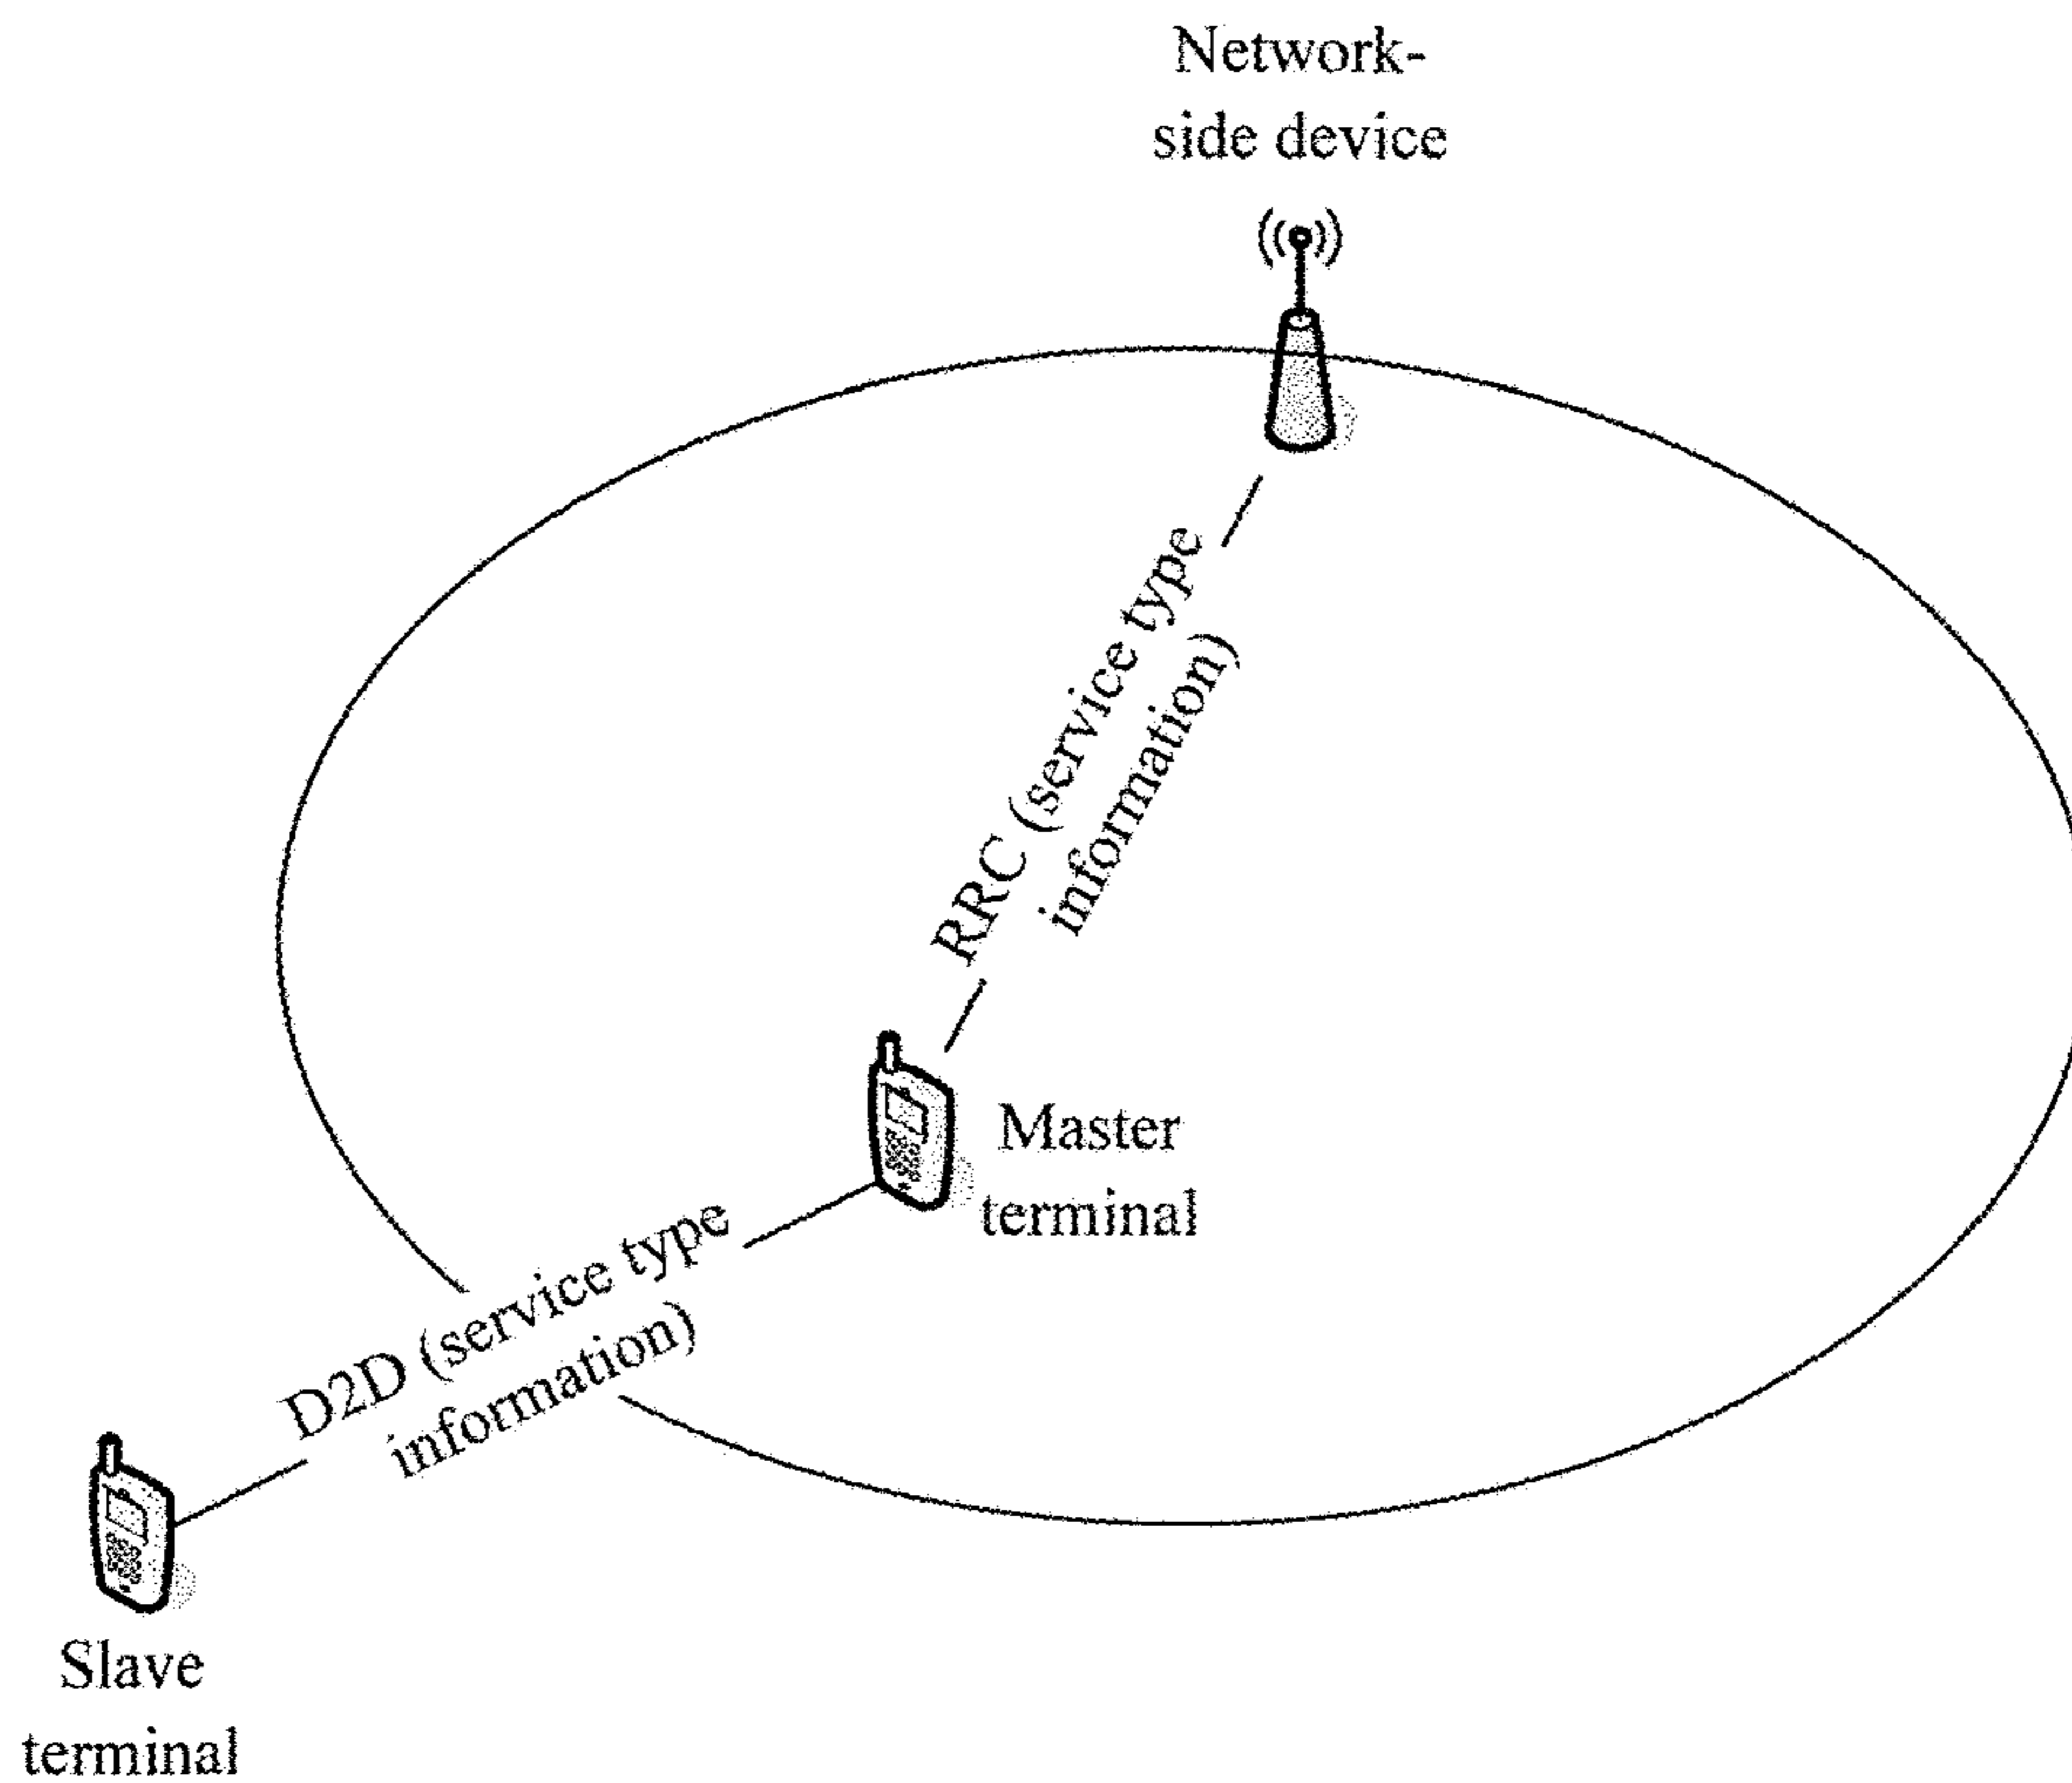 Network-
side device
RRC (service type
information)
Master
terminal
D2D (service type
information)
Slave
terminal